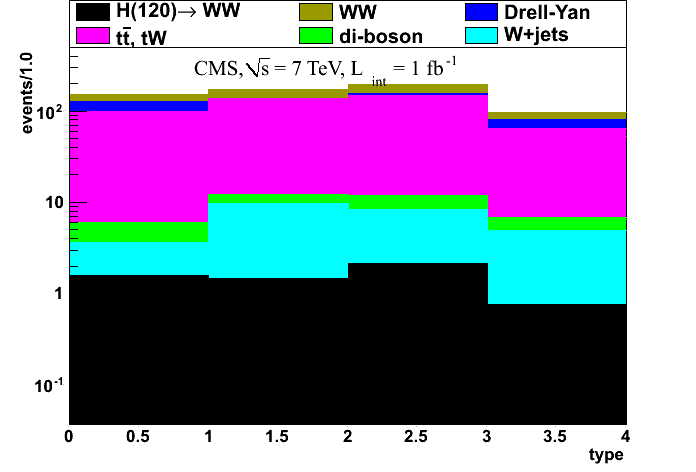 H(120)→ WW WW Drell-Yan
tt̄, tW di-boson W+jets
CMS, √s = 7 TeV, L_int = 1 fb⁻¹
events/1.0
10²
10
1
10⁻¹
0 0.5 1 1.5 2 2.5 3 3.5 4
type